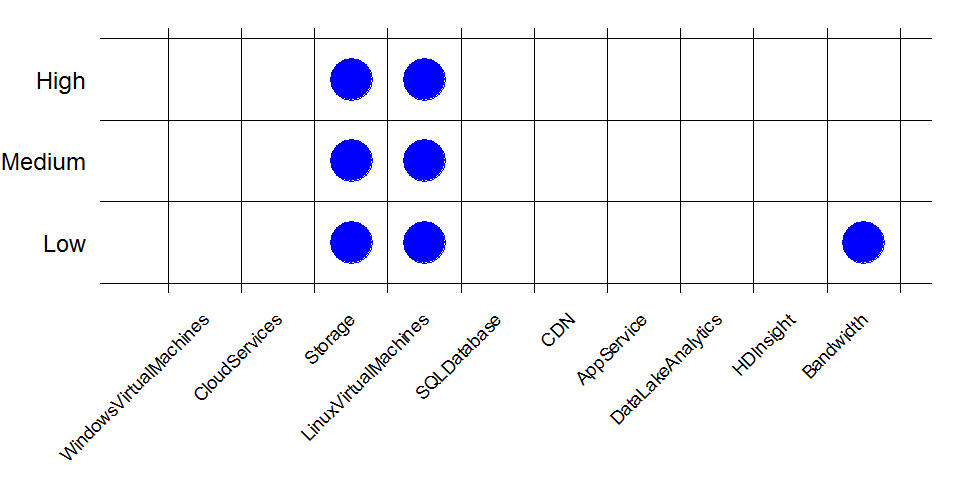 High
Medium
Low
WindowsVirtualMachines
CloudServices
Storage
LinuxVirtualMachines
SQLDatabase
CDN
AppService
DataLakeAnalytics
HDInsight
Bandwidth